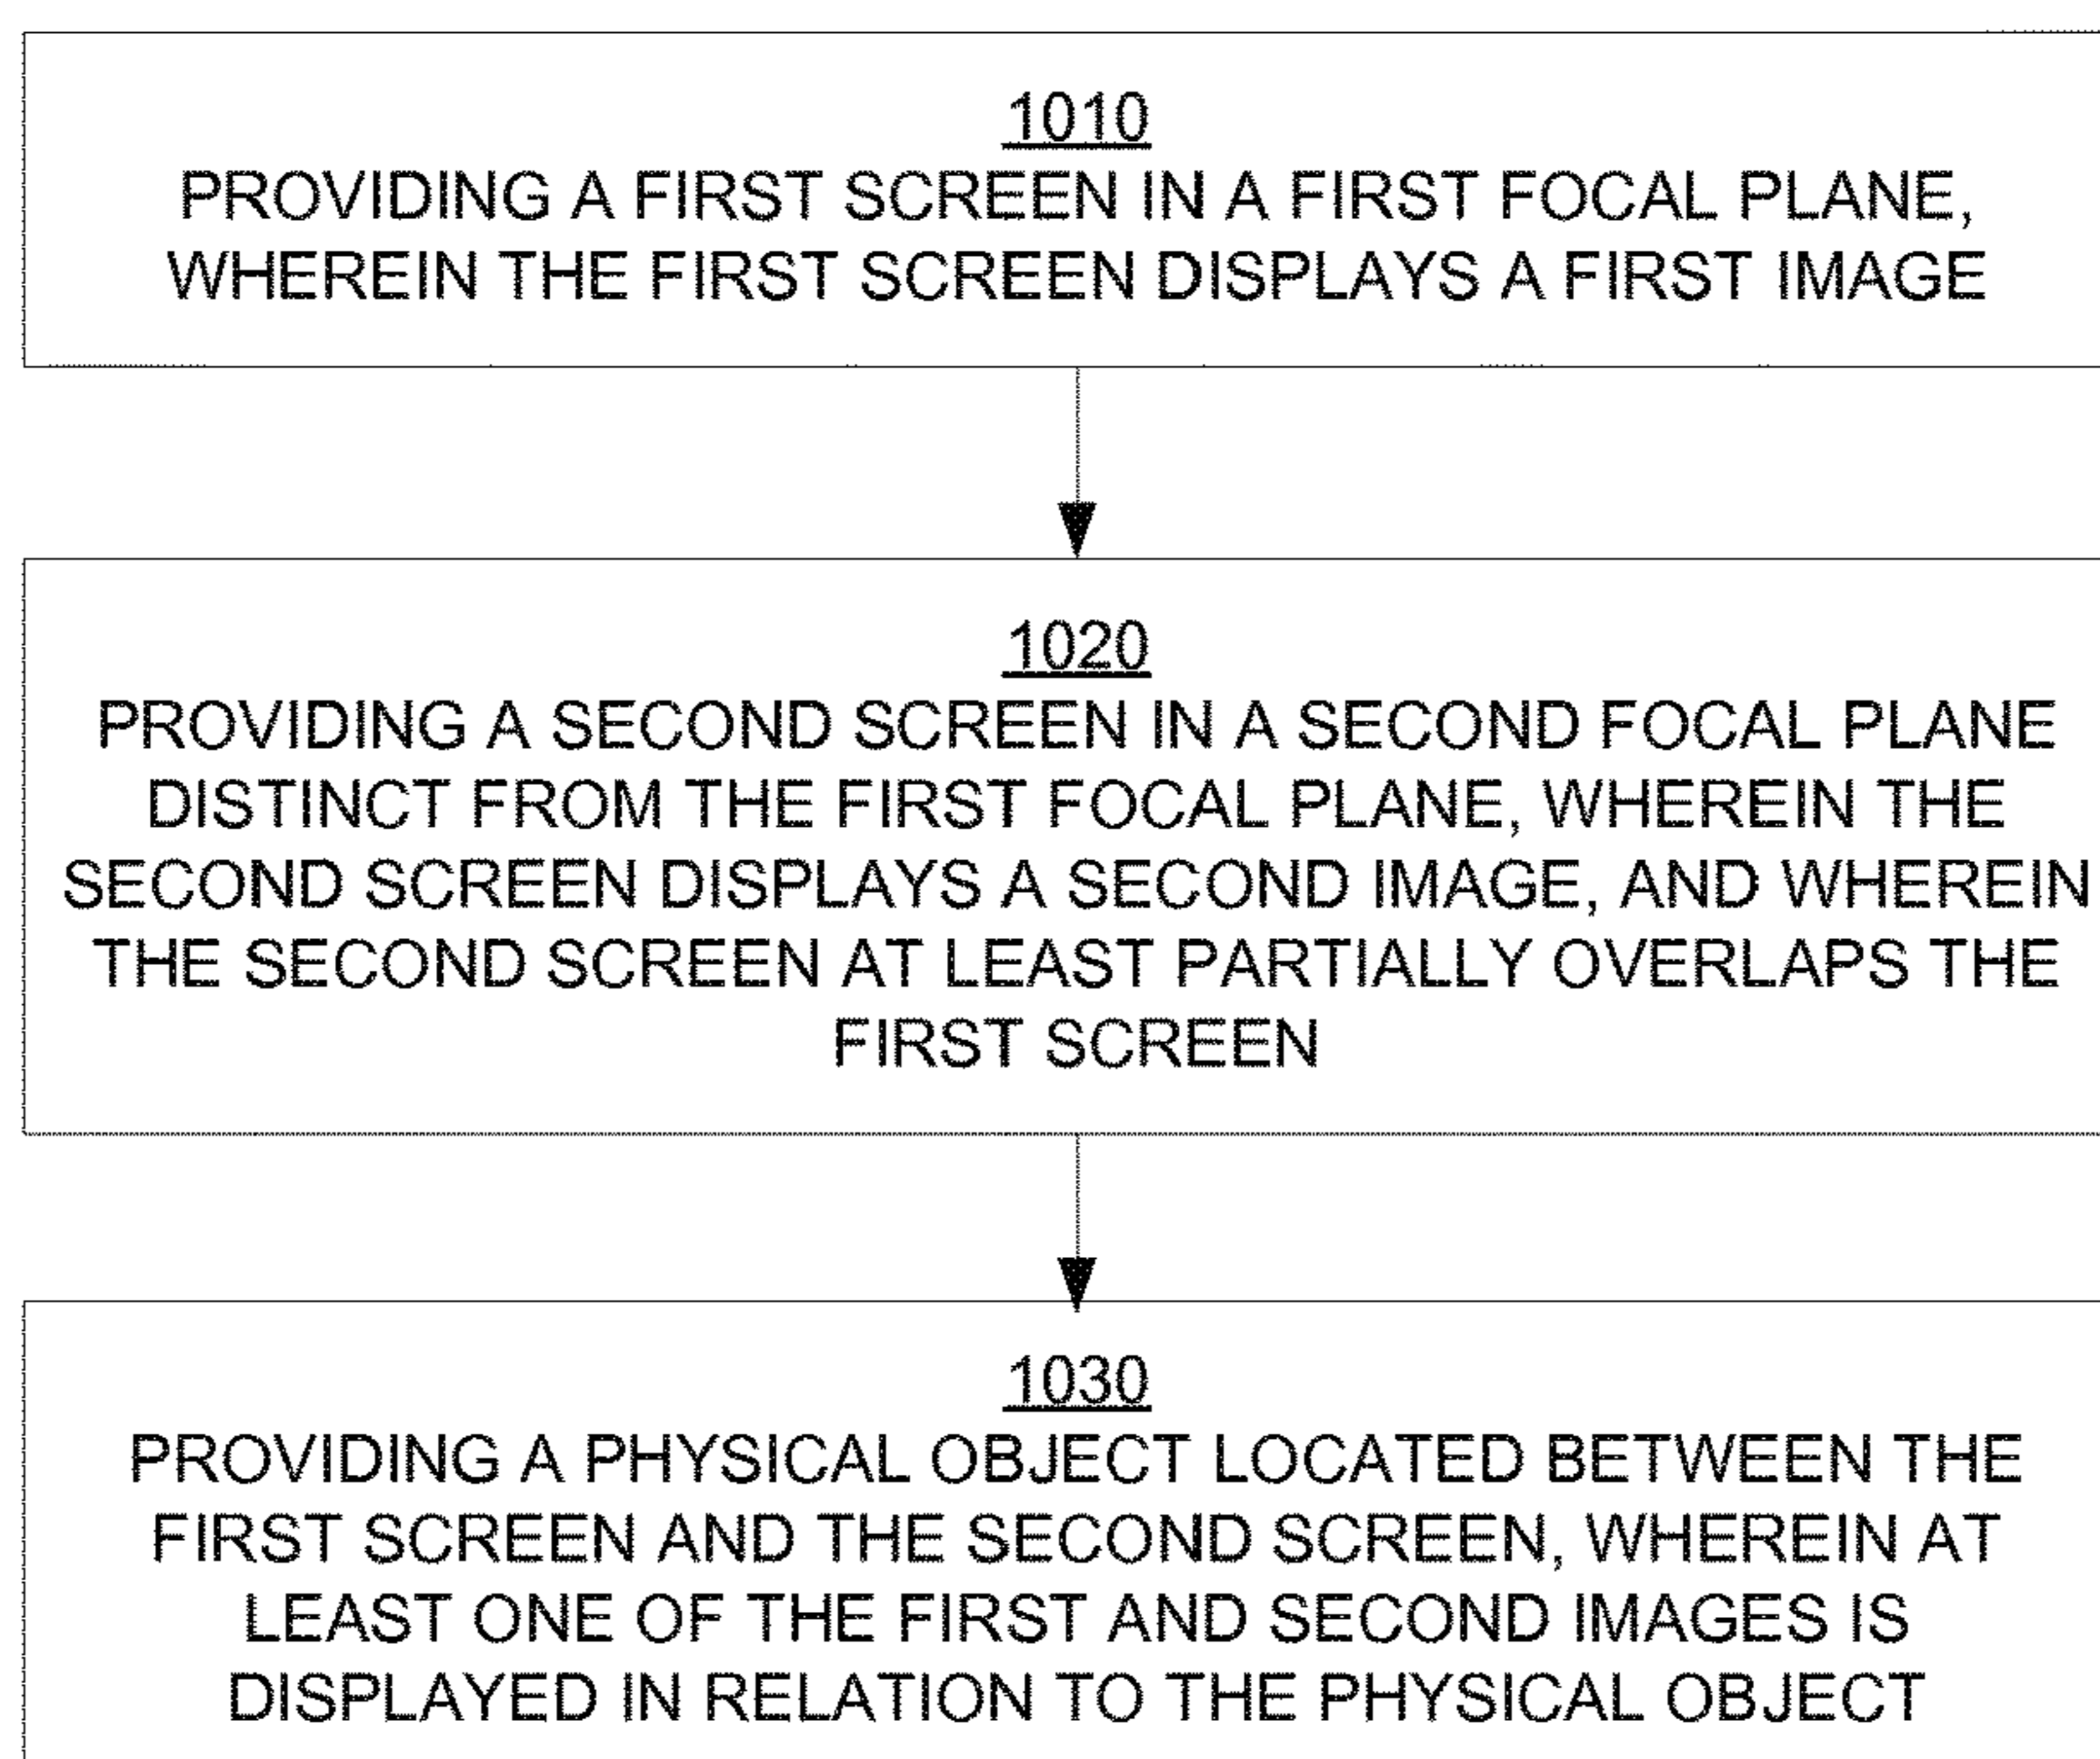 1010
PROVIDING A FIRST SCREEN IN A FIRST FOCAL PLANE,
WHEREIN THE FIRST SCREEN DISPLAYS A FIRST IMAGE
1020
PROVIDING A SECOND SCREEN IN A SECOND FOCAL PLANE
DISTINCT FROM THE FIRST FOCAL PLANE, WHEREIN THE
SECOND SCREEN DISPLAYS A SECOND IMAGE, AND WHEREIN
THE SECOND SCREEN AT LEAST PARTIALLY OVERLAPS THE
FIRST SCREEN
1030
PROVIDING A PHYSICAL OBJECT LOCATED BETWEEN THE
FIRST SCREEN AND THE SECOND SCREEN, WHEREIN AT
LEAST ONE OF THE FIRST AND SECOND IMAGES IS
DISPLAYED IN RELATION TO THE PHYSICAL OBJECT